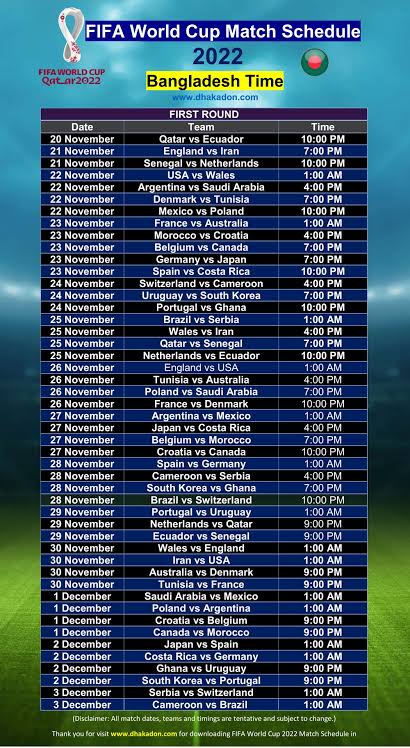 FIFA World Cup Match Schedule
2022
FIFA WORLD CUP
Qat_ar2022
Bangladesh Time
www.dhakadon.com
FIRST ROUND
Date Team Time
20 November Qatar vs Ecuador 10:00 PM
21 November England vs Iran 7:00 PM
21 November Senegal vs Netherlands 10:00 PM
22 November USA vs Wales 1:00 AM
22 November Argentina vs Saudi Arabia 4:00 PM
22 November Denmark vs Tunisia 7:00 PM
22 November Mexico vs Poland 10:00 PM
23 November France vs Australia 1:00 AM
23 November Morocco vs Croatia 4:00 PM
23 November Belgium vs Canada 7:00 PM
23 November Germany vs Japan 7:00 PM
23 November Spain vs Costa Rica 10:00 PM
24 November Switzerland vs Cameroon 4:00 PM
24 November Uruguay vs South Korea 7:00 PM
24 November Portugal vs Ghana 10:00 PM
25 November Brazil vs Serbia 1:00 AM
25 November Wales vs Iran 4:00 PM
25 November Qatar vs Senegal 7:00 PM
25 November Netherlands vs Ecuador 10:00 PM
26 November England vs USA 1:00 AM
26 November Tunisia vs Australia 4:00 PM
26 November Poland vs Saudi Arabia 7:00 PM
26 November France vs Denmark 10:00 PM
27 November Argentina vs Mexico 1:00 AM
27 November Japan vs Costa Rica 4:00 PM
27 November Belgium vs Morocco 7:00 PM
27 November Croatia vs Canada 10:00 PM
28 November Spain vs Germany 1:00 AM
28 November Cameroon vs Serbia 4:00 PM
28 November South Korea vs Ghana 7:00 PM
28 November Brazil vs Switzerland 10:00 PM
29 November Portugal vs Uruguay 1:00 AM
29 November Netherlands vs Qatar 9:00 PM
29 November Ecuador vs Senegal 9:00 PM
30 November Wales vs England 1:00 AM
30 November Iran vs USA 1:00 AM
30 November Australia vs Denmark 9:00 PM
30 November Tunisia vs France 9:00 PM
1 December Saudi Arabia vs Mexico 1:00 AM
1 December Poland vs Argentina 1:00 AM
1 December Croatia vs Belgium 9:00 PM
1 December Canada vs Morocco 9:00 PM
2 December Japan vs Spain 1:00 AM
2 December Costa Rica vs Germany 1:00 AM
2 December Ghana vs Uruguay 9:00 PM
2 December South Korea vs Portugal 9:00 PM
3 December Serbia vs Switzerland 1:00 AM
3 December Cameroon vs Brazil 1:00 AM
(Disclaimer: All match dates, teams and timings are tentative and subject to change.)
Thank you for visit www.dhakadon.com for downloading FIFA World Cup 2022 Match Schedule in